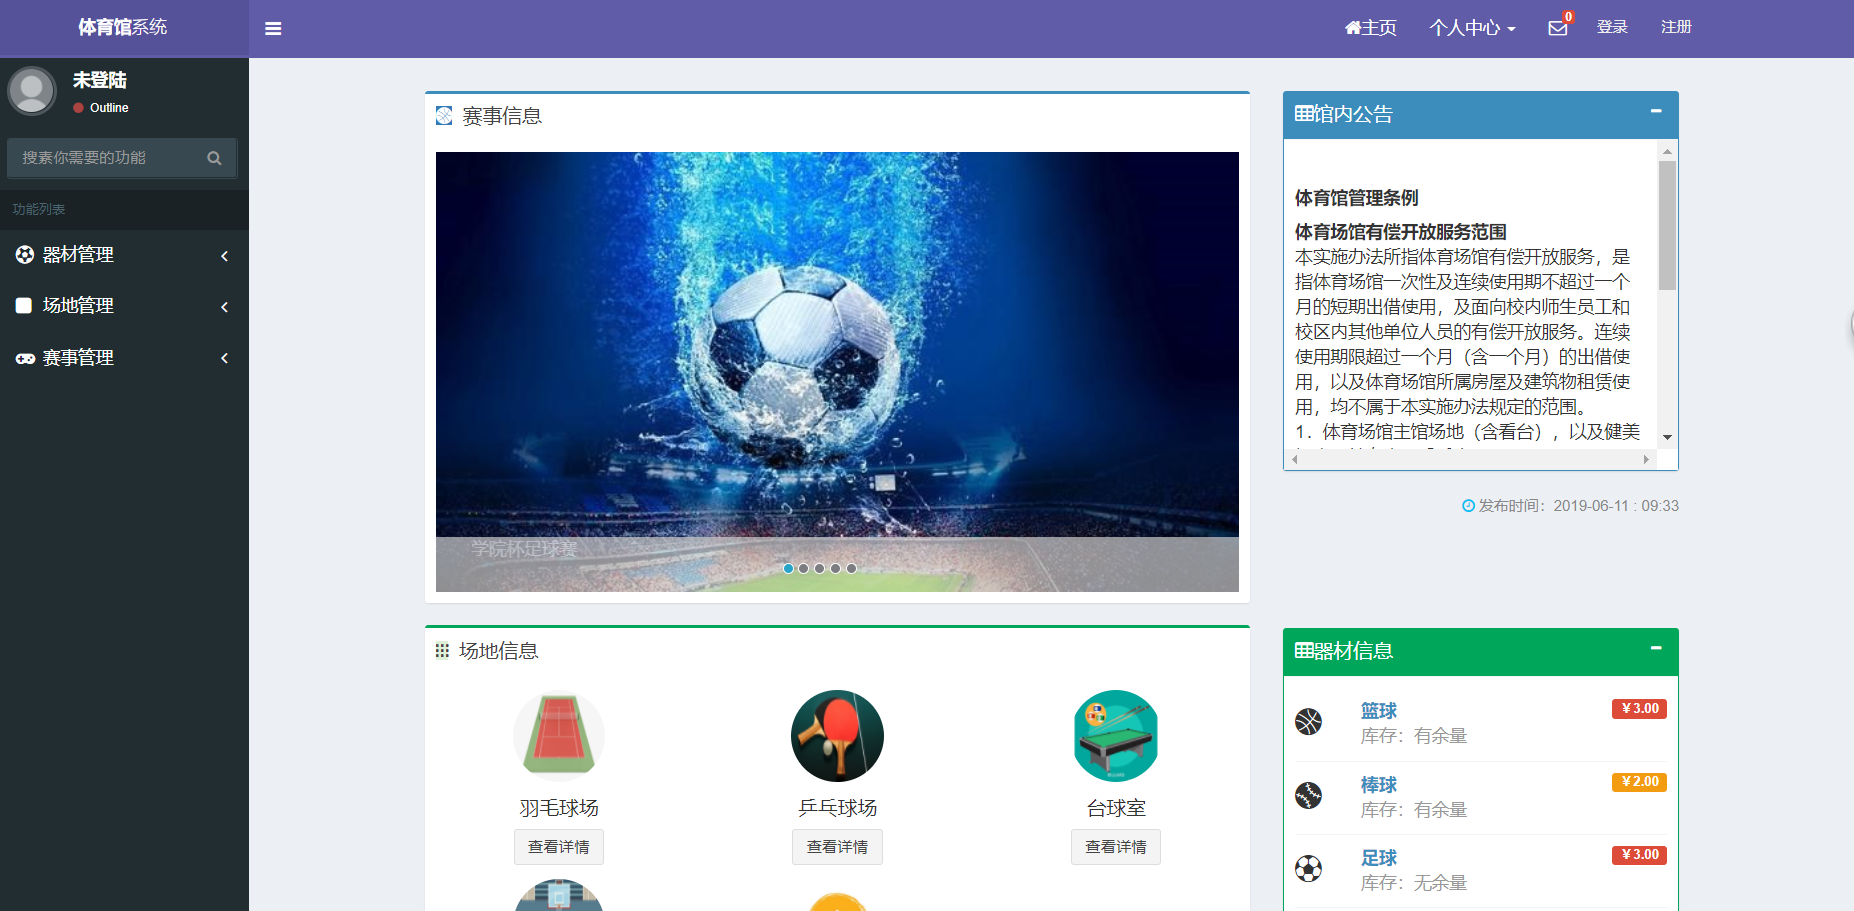 体育馆系统
主页
个人中心
0
登录
注册
未登陆
Outline
搜素你需要的功能
功能列表
器材管理
场地管理
赛事管理
赛事信息
学院杯足球赛
馆内公告
体育馆管理条例
体育场馆有偿开放服务范围
本实施办法所指体育场馆有偿开放服务，是
指体育场馆一次性及连续使用期不超过一个
月的短期出借使用，及面向校内师生员工和
校区内其他单位人员的有偿开放服务。连续
使用期限超过一个月（含一个月）的出借使
用，以及体育场馆所属房屋及建筑物租赁使
用，均不属于本实施办法规定的范围。
1．体育场馆主馆场地（含看台），以及健美
发布时间：2019-06-11 : 09:33
场地信息
羽毛球场
查看详情
乒乓球场
查看详情
台球室
查看详情
器材信息
篮球
¥3.00
库存：有余量
棒球
¥2.00
库存：有余量
足球
¥3.00
库存：无余量